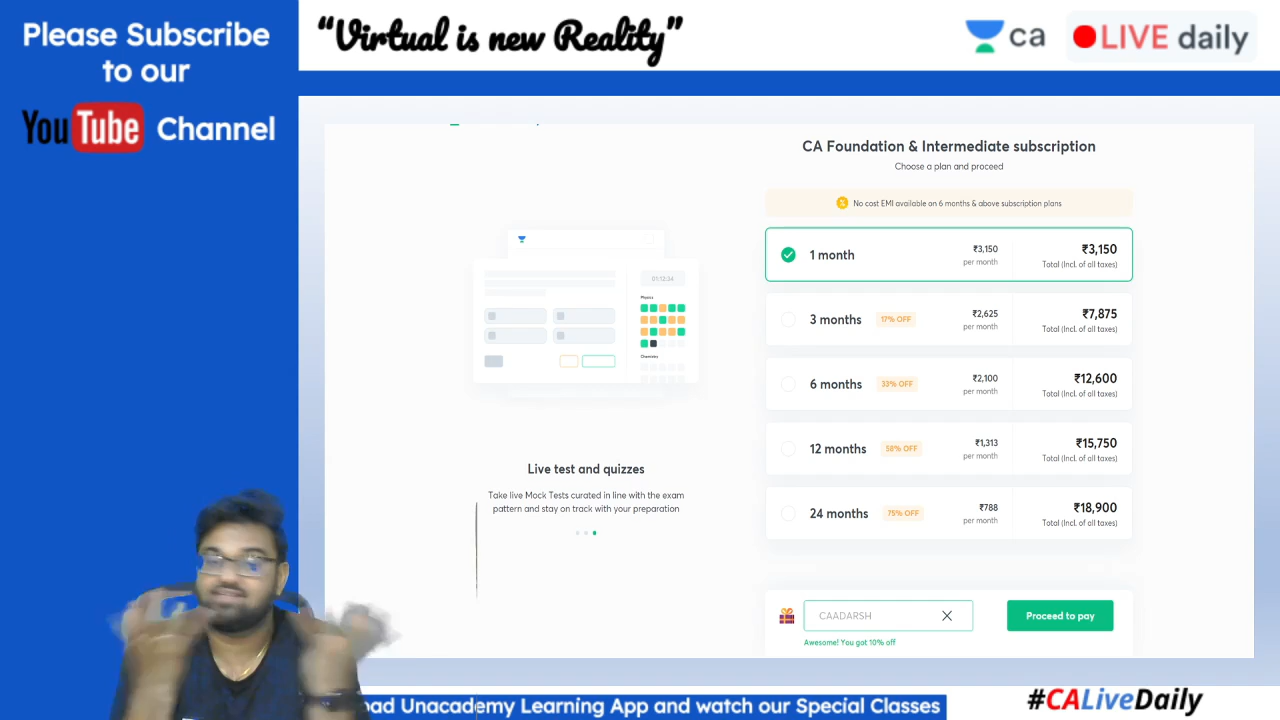 Please Subscribe
to our
YouTube Channel
“Virtual is new Reality”
ca
LIVE daily
CA Foundation & Intermediate subscription
Choose a plan and proceed
No cost EMI available on 6 months & above subscription plans
1 month ₹3,150 per month ₹3,150 Total (Incl. of all taxes)
3 months 17% OFF ₹2,625 per month ₹7,875 Total (Incl. of all taxes)
6 months 33% OFF ₹2,100 per month ₹12,600 Total (Incl. of all taxes)
12 months 58% OFF ₹1,313 per month ₹15,750 Total (Incl. of all taxes)
24 months 75% OFF ₹788 per month ₹18,900 Total (Incl. of all taxes)
01:12:34
Physics
Chemistry
Live test and quizzes
Take live Mock Tests curated in line with the exam
pattern and stay on track with your preparation
CAADARSH
Proceed to pay
Awesome! You got 10% off
Unacademy Learning App and watch our Special Classes
#CALiveDaily